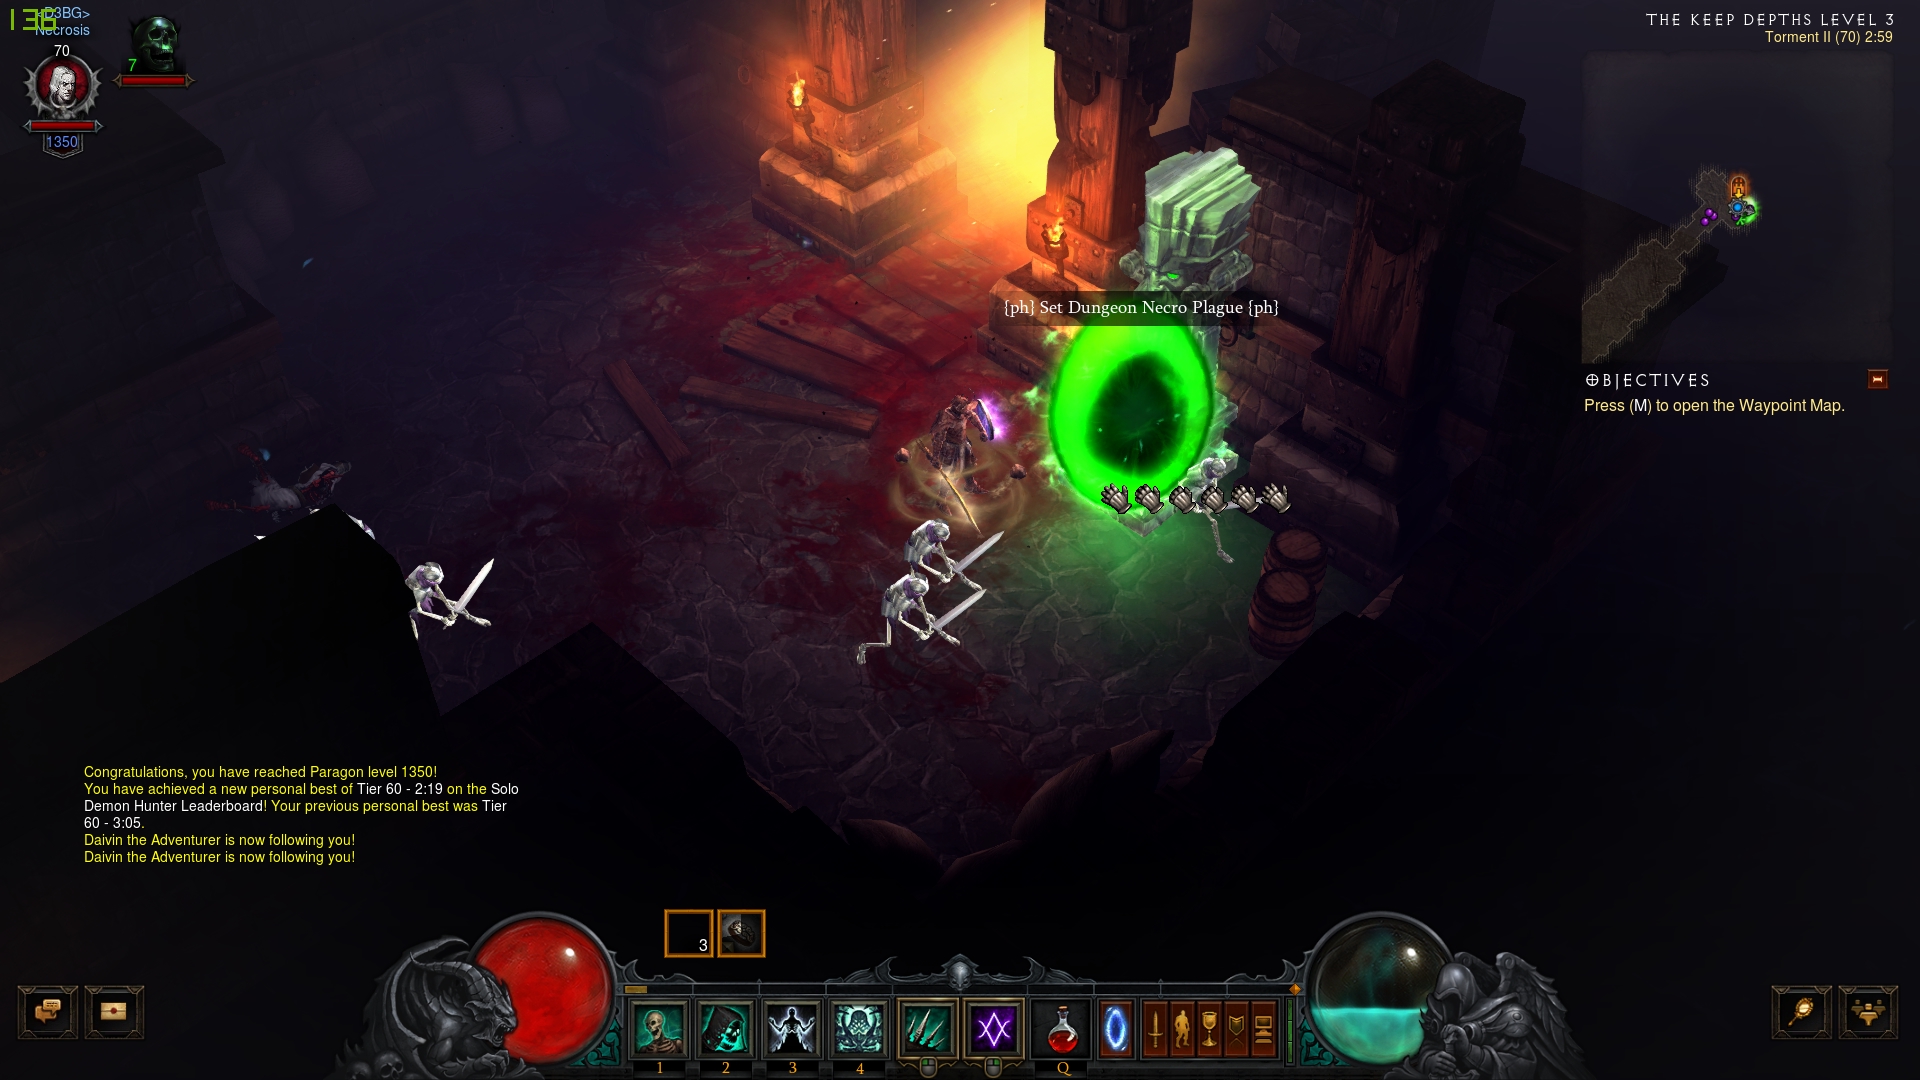 136
<D3BG>
Necrosis
70
7
1350
THE KEEP DEPTHS LEVEL 3
Torment II (70) 2:59
{ph} Set Dungeon Necro Plague {ph}
OBJECTIVES
Press (M) to open the Waypoint Map.
Congratulations, you have reached Paragon level 1350!
You have achieved a new personal best of Tier 60 - 2:19 on the Solo
Demon Hunter Leaderboard! Your previous personal best was Tier
60 - 3:05.
Daivin the Adventurer is now following you!
Daivin the Adventurer is now following you!
3
1 2 3 4 Q